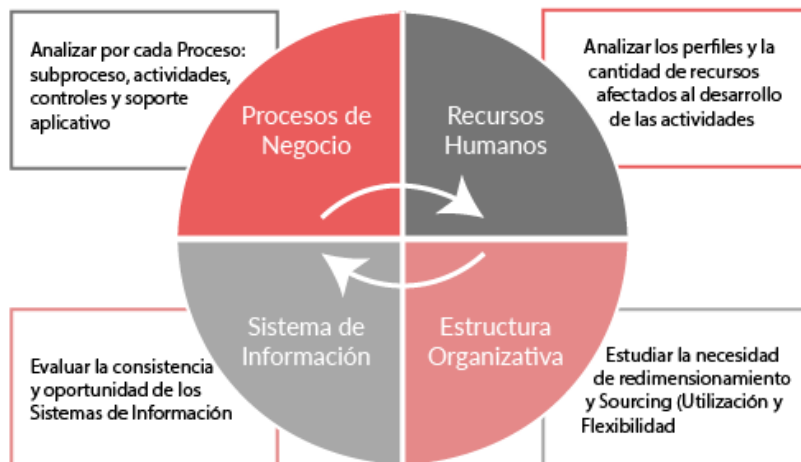 Analizar por cada Proceso:
subproceso, actividades,
controles y soporte
aplicativo
Procesos de
Negocio
Recursos
Humanos
Analizar los perfiles y la
cantidad de recursos
afectados al desarrollo
de las actividades
Evaluar la consistencia
y oportunidad de los
Sistemas de Información
Sistema de
Información
Estructura
Organizativa
Estudiar la necesidad
de redimensionamiento
y Sourcing (Utilización y
Flexibilidad